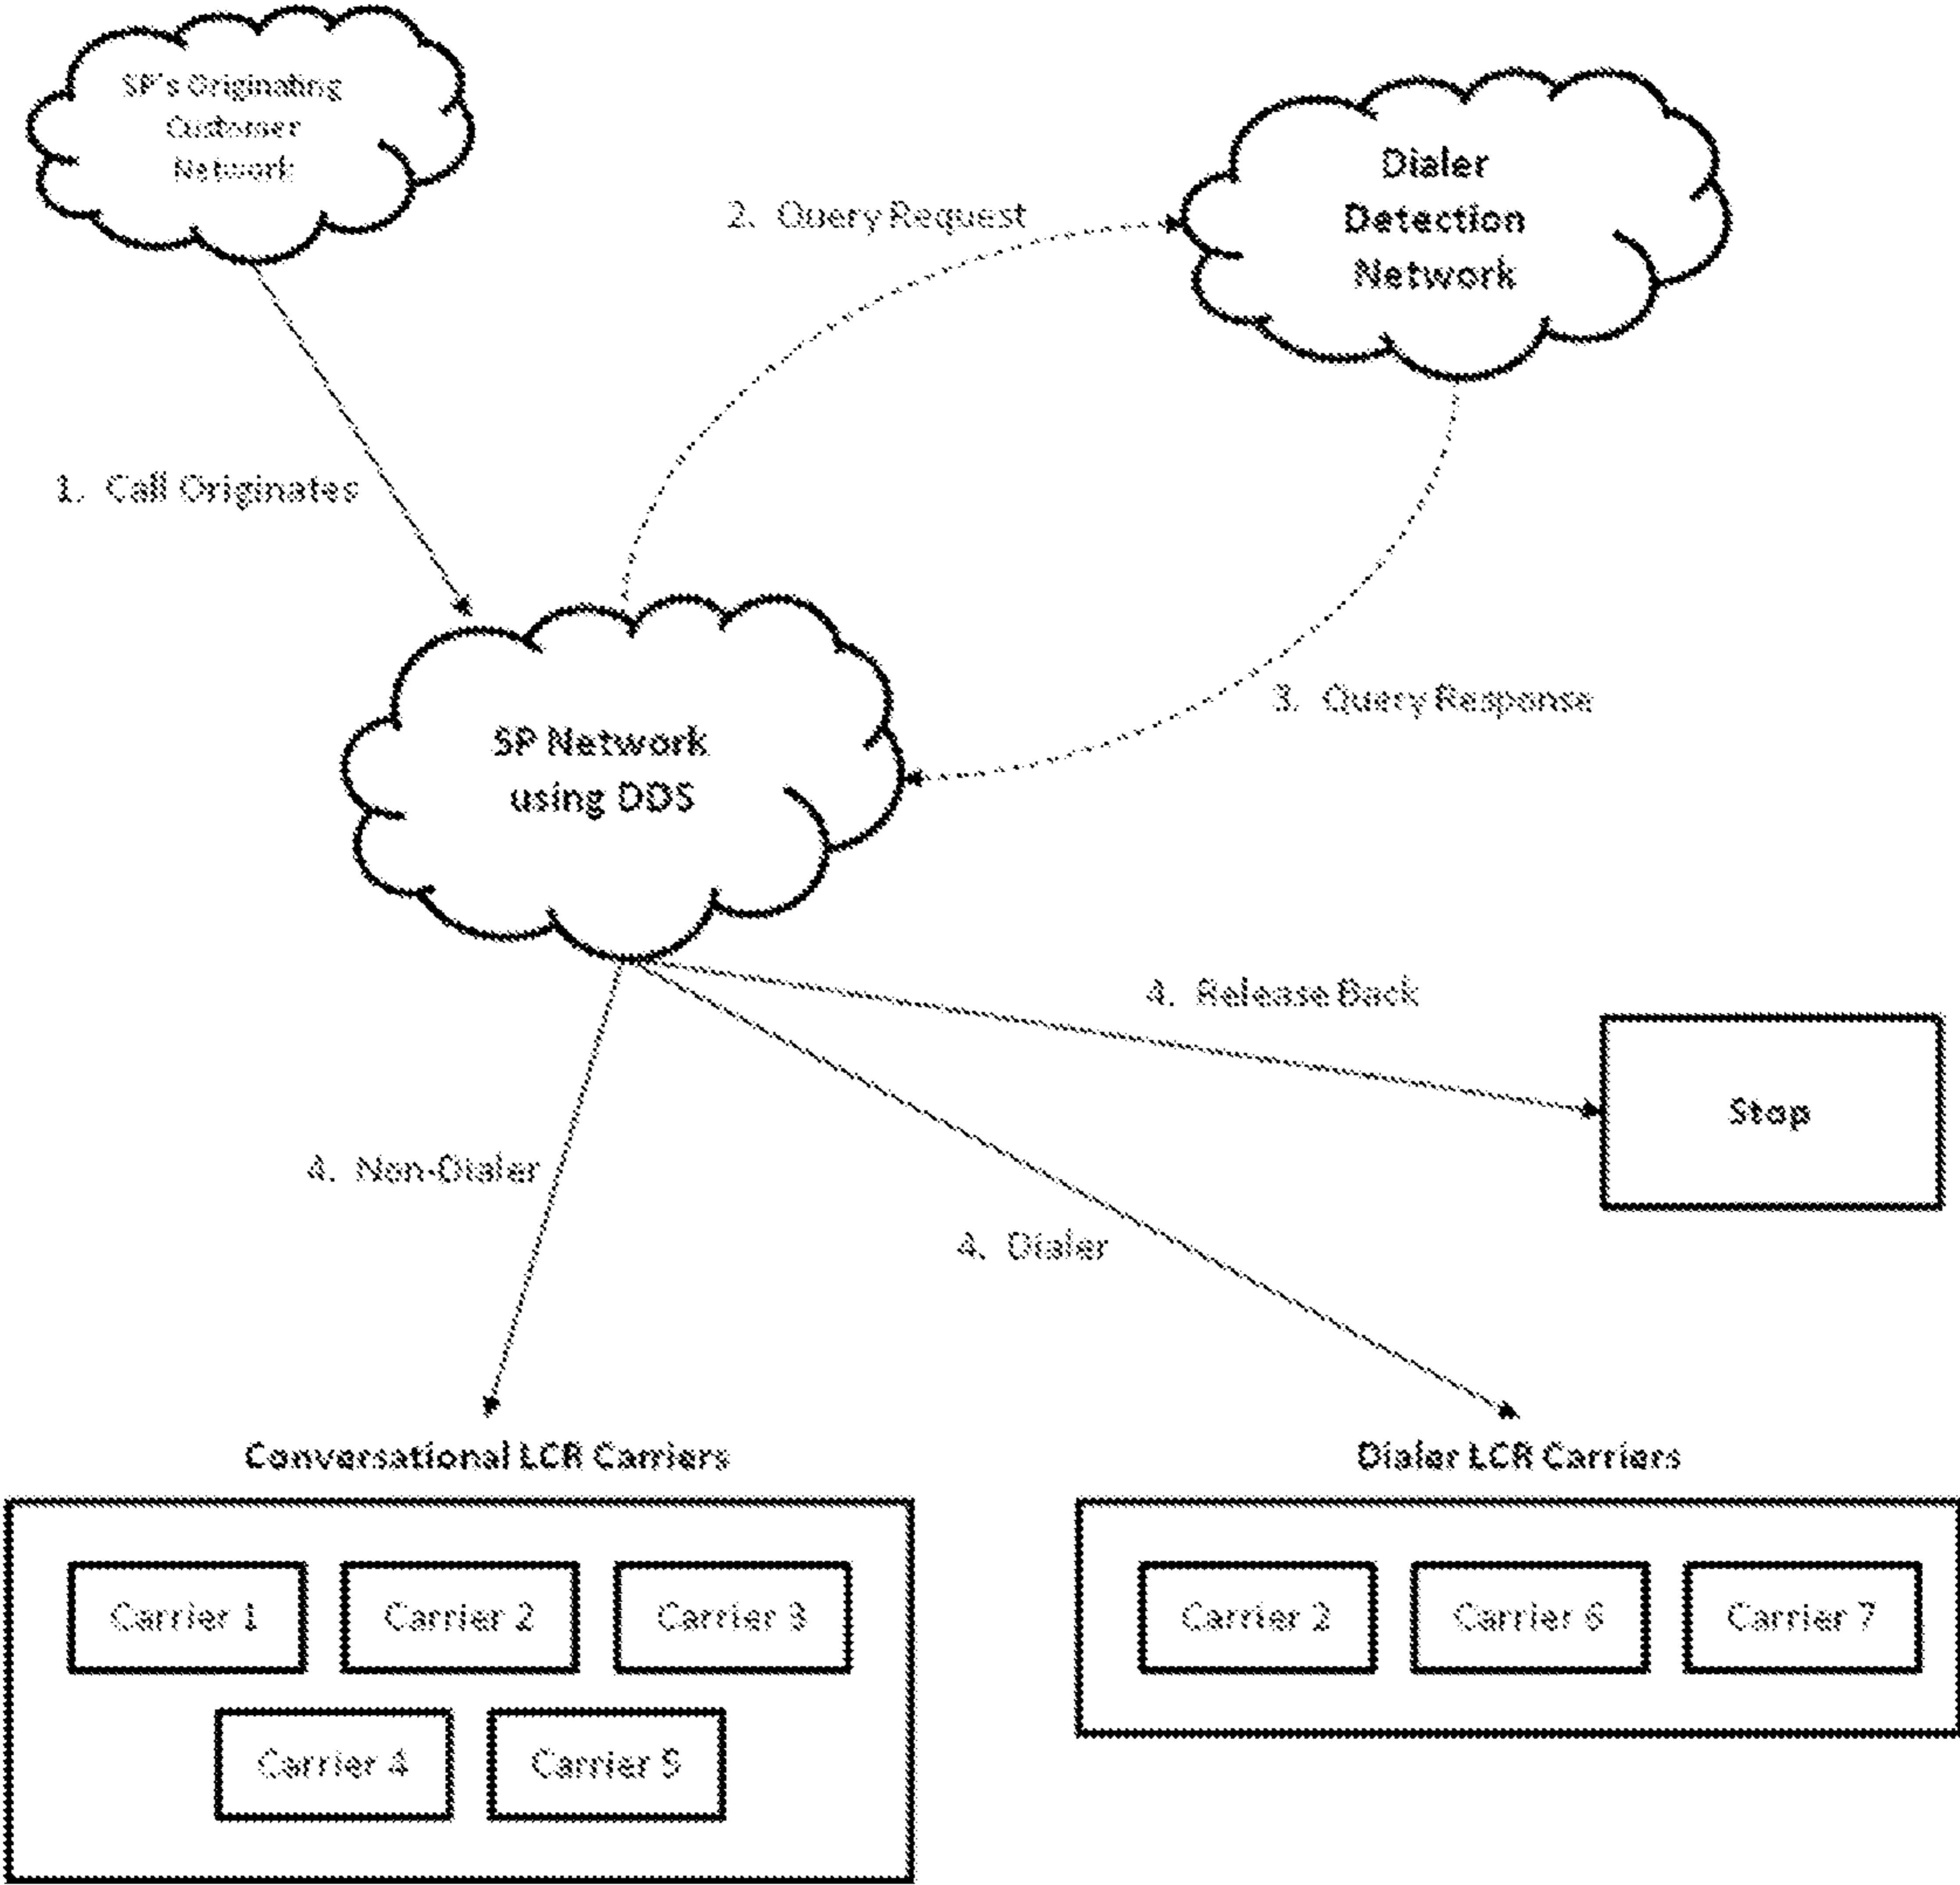 SP's Originating
Customer
Network
Dialer
Detection
Network
2. Query Request
1. Call Originates
3. Query Response
SP Network
using DDS
4. Release Back
Stop
4. Non-Dialer
4. Dialer
Conversational LCR Carriers
Dialer LCR Carriers
Carrier 1
Carrier 2
Carrier 3
Carrier 2
Carrier 6
Carrier 7
Carrier 4
Carrier 5